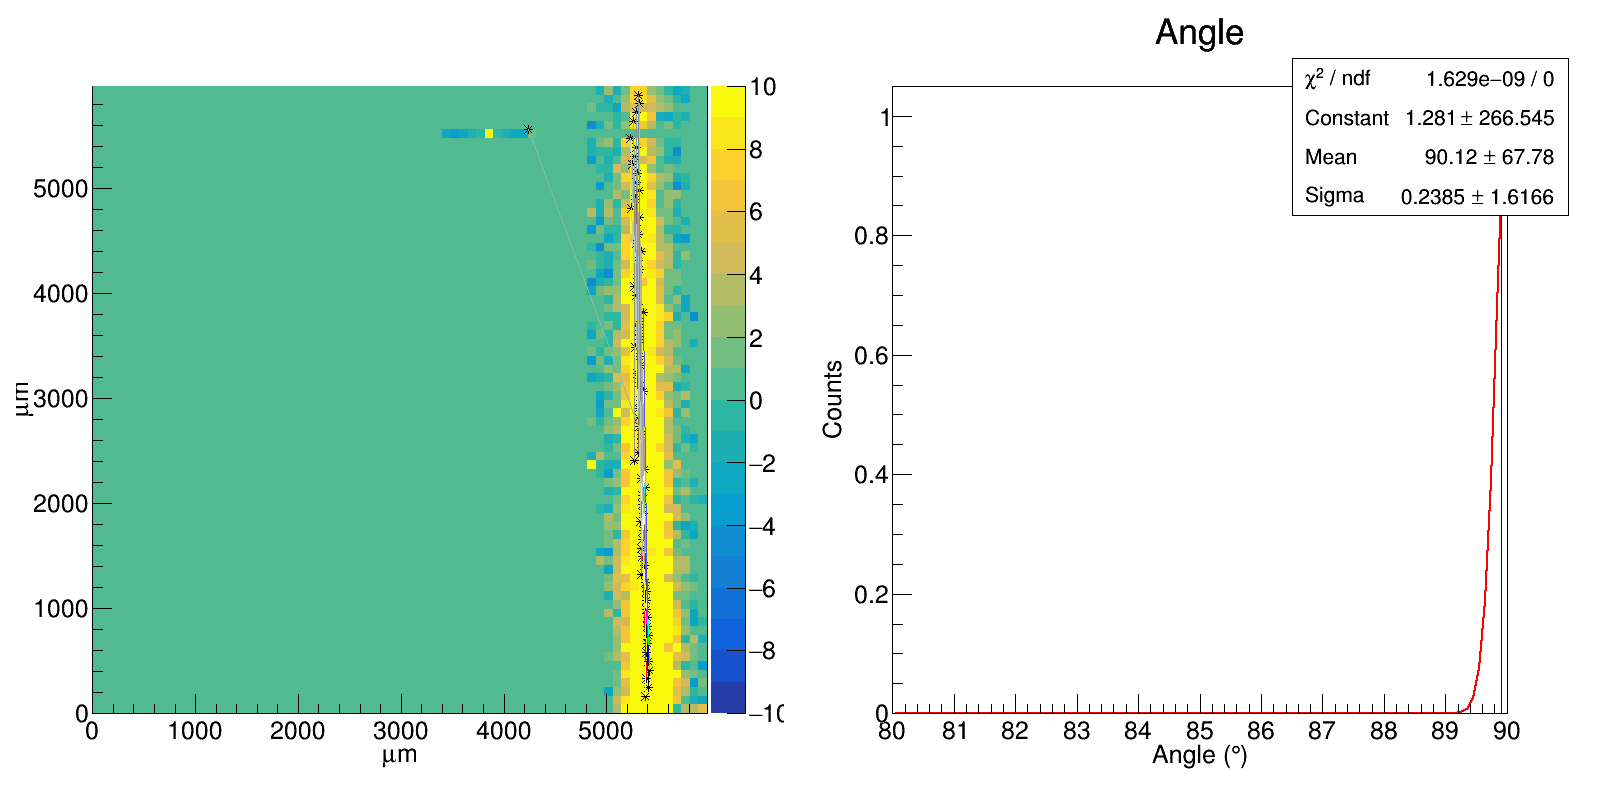 Angle
χ² / ndf 1.629e−09 / 0
Constant 1.281 ± 266.545
Mean 90.12 ± 67.78
Sigma 0.2385 ± 1.6166
μm
5000
4000
3000
2000
1000
0
0 1000 2000 3000 4000 5000
μm
10
8
6
4
2
0
−2
−4
−6
−8
−10
Counts
1
0.8
0.6
0.4
0.2
0
80 81 82 83 84 85 86 87 88 89 90
Angle (°)